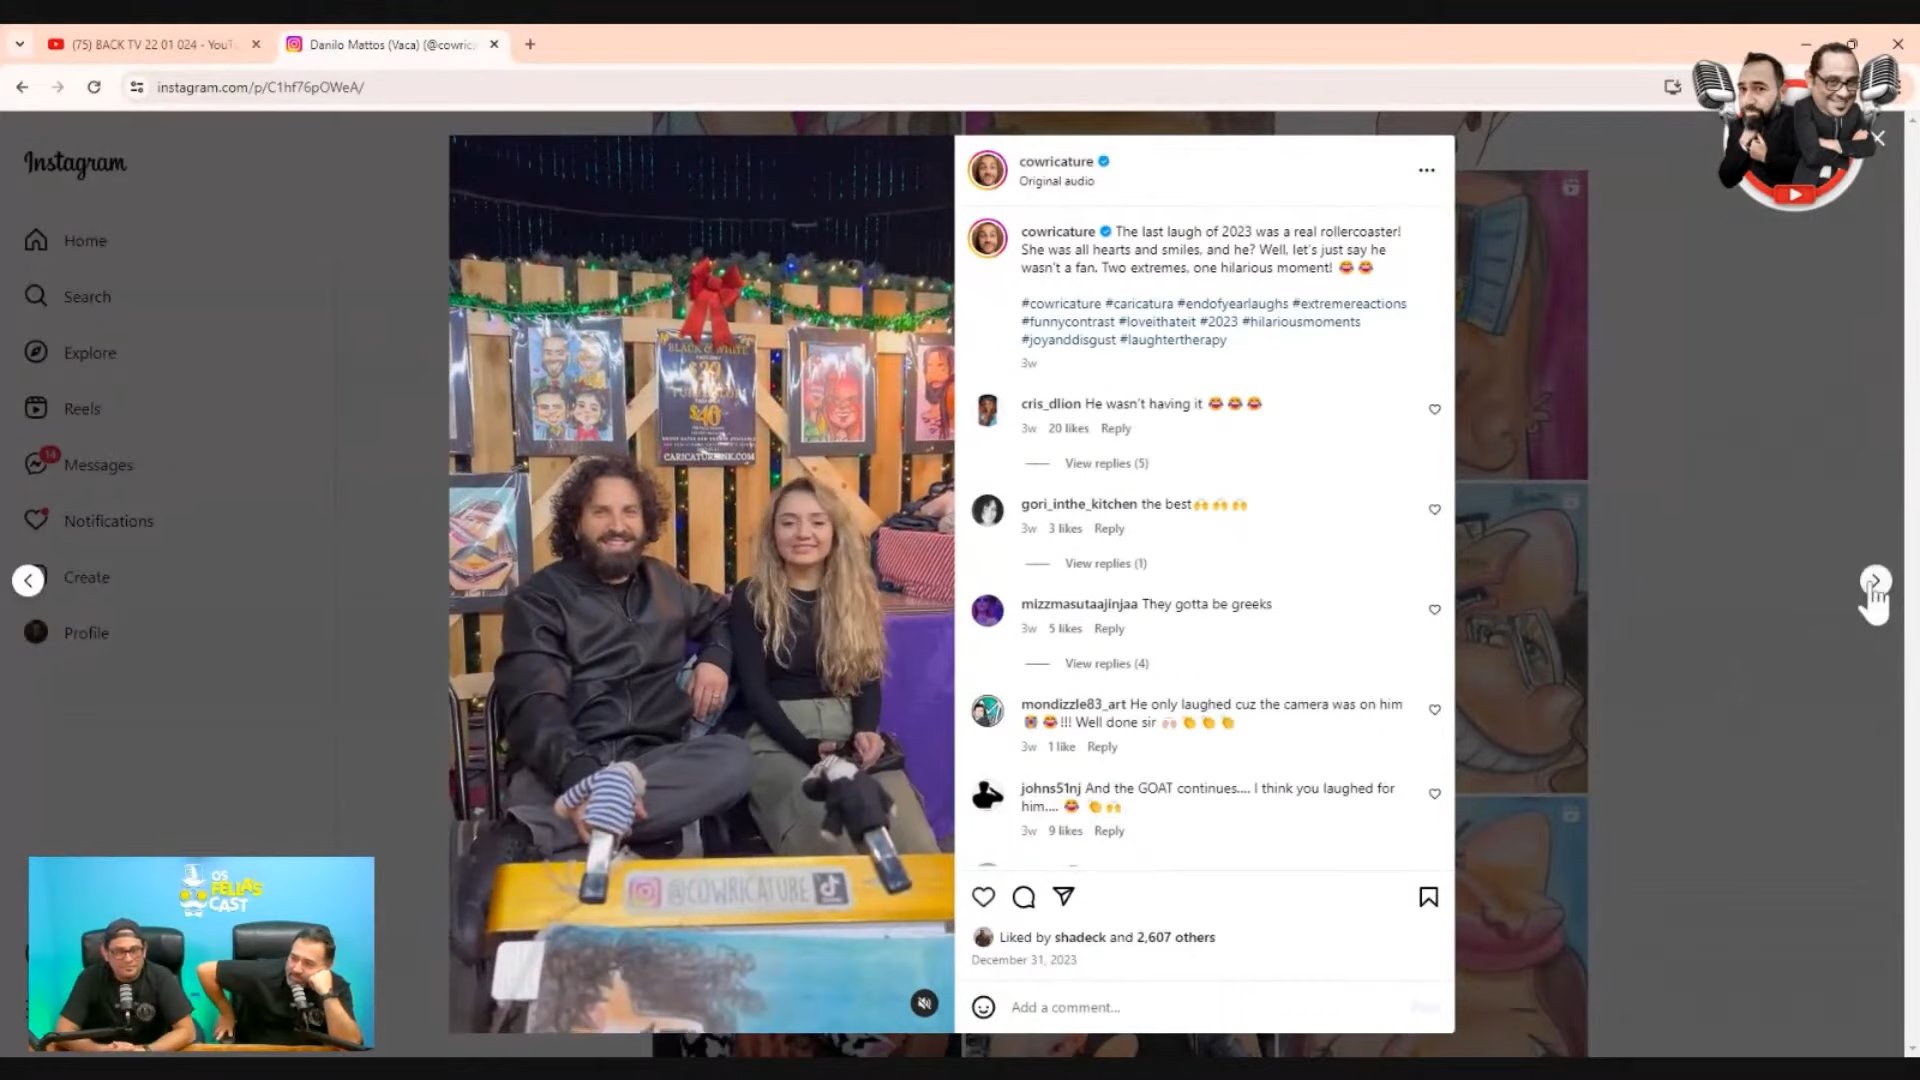 (75) BACK TV 22 01 024 - YouT
Danilo Mattos (Vaca) (@cowric
instagram.com/p/C1hf76pOWeA/
Instagram
Home
Search
Explore
Reels
14
Messages
Notifications
Create
Profile
BLACK & WHITE
$40
CARICATURINK.COM
@COWRICATURE
OS
FELLAS
CAST
cowricature
Original audio
cowricature The last laugh of 2023 was a real rollercoaster!
She was all hearts and smiles, and he? Well, let's just say he
wasn't a fan. Two extremes, one hilarious moment! 😂 😂
#cowricature #caricatura #endofyearlaughs #extremereactions
#funnycontrast #loveithateit #2023 #hilariousmoments
#joyanddisgust #laughtertherapy
3w
cris_dlion He wasn't having it 😂 😂 😂
3w 20 likes Reply
View replies (5)
gori_inthe_kitchen the best🙌 🙌 🙌
3w 3 likes Reply
View replies (1)
mizzmasutaajinjaa They gotta be greeks
3w 5 likes Reply
View replies (4)
mondizzle83_art He only laughed cuz the camera was on him
😭 😂!!! Well done sir 🙌🏻 👏 👏 👏
3w 1 like Reply
johns51nj And the GOAT continues.... I think you laughed for
him.... 😂 👏 🙌
3w 9 likes Reply
Liked by shadeck and 2,607 others
December 31, 2023
Add a comment...
Post